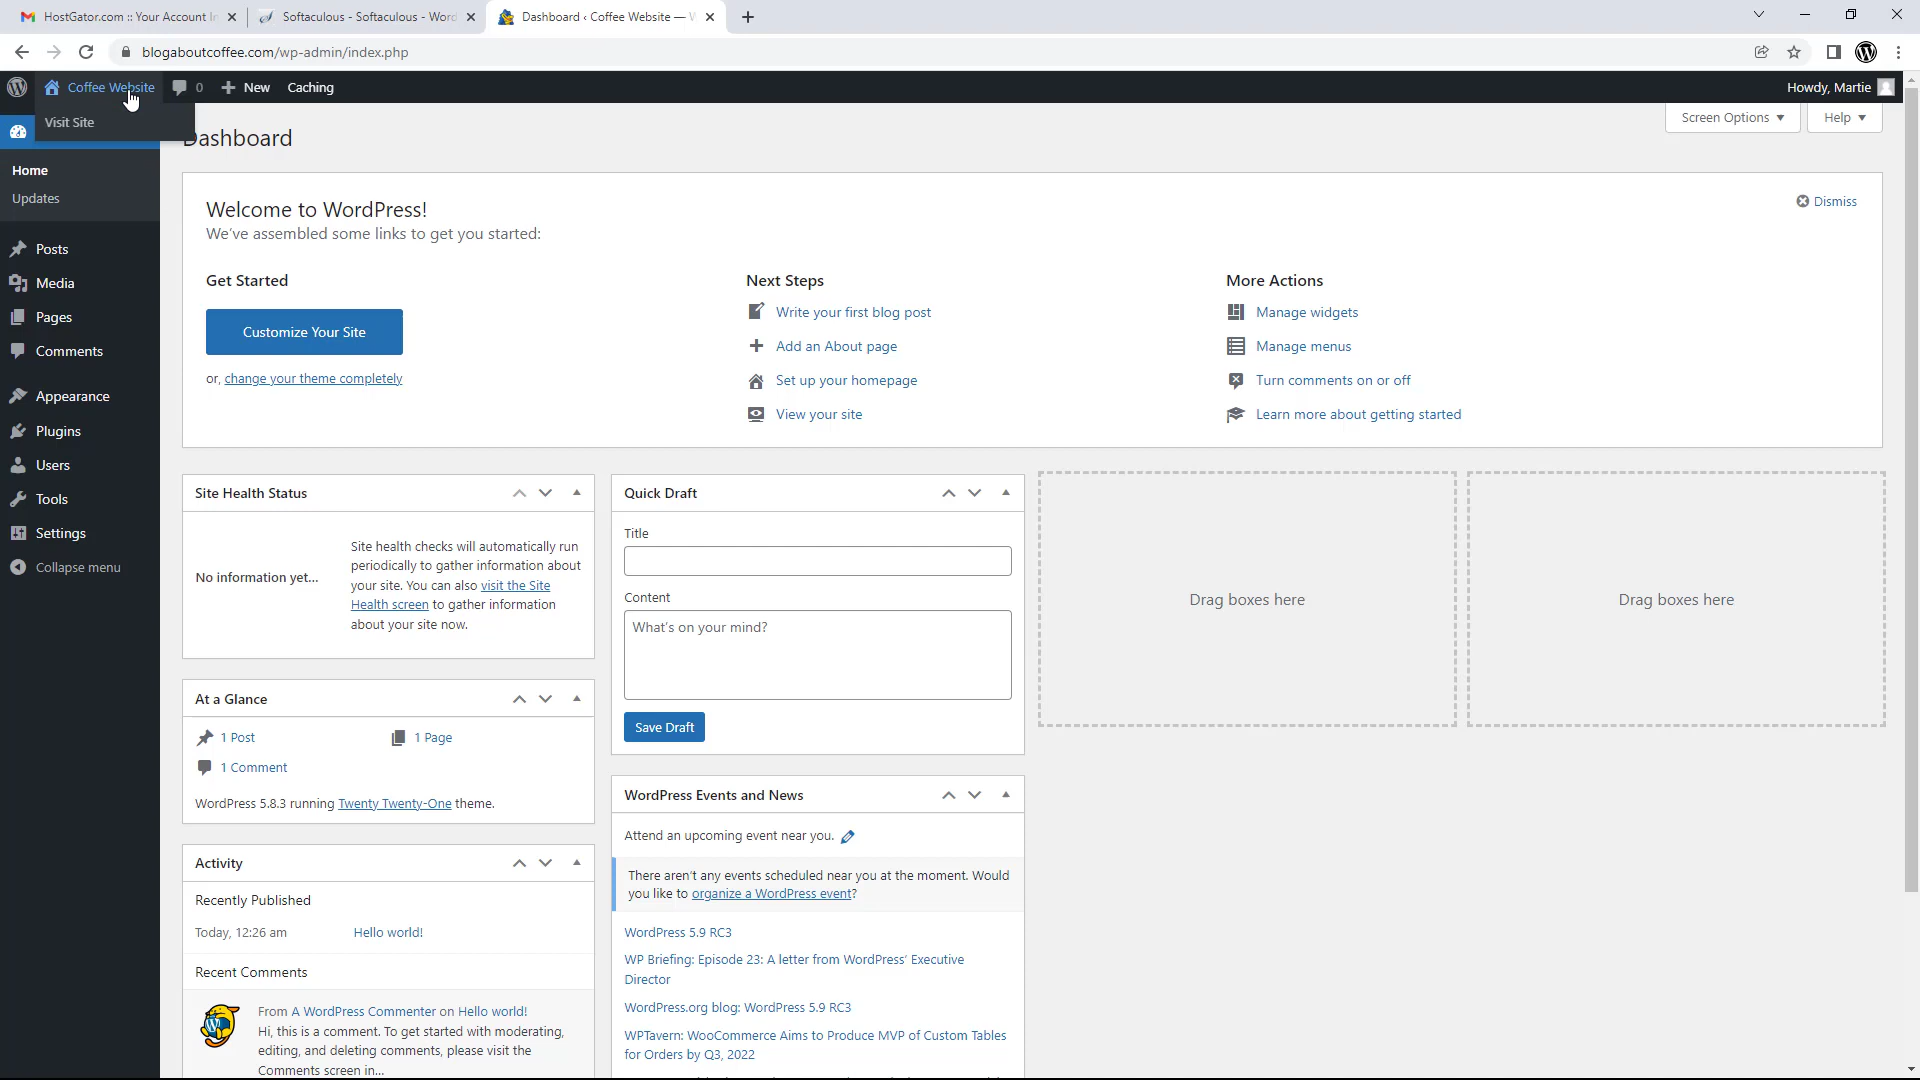 HostGator.com :: Your Account In
Softaculous - Softaculous - Word
Dashboard ‹ Coffee Website — W
blogaboutcoffee.com/wp-admin/index.php
Coffee Website
0
New
Caching
Howdy, Martie
Visit Site
Dashboard
Screen Options
Help
Home
Updates
Posts
Media
Pages
Comments
Appearance
Plugins
Users
Tools
Settings
Collapse menu
Welcome to WordPress!
We've assembled some links to get you started:
Dismiss
Get Started
Customize Your Site
or, change your theme completely
Next Steps
Write your first blog post
Add an About page
Set up your homepage
View your site
More Actions
Manage widgets
Manage menus
Turn comments on or off
Learn more about getting started
Site Health Status
No information yet...
Site health checks will automatically run
periodically to gather information about
your site. You can also visit the Site
Health screen to gather information
about your site now.
At a Glance
1 Post
1 Page
1 Comment
WordPress 5.8.3 running Twenty Twenty-One theme.
Activity
Recently Published
Today, 12:26 am
Hello world!
Recent Comments
From A WordPress Commenter on Hello world!
Hi, this is a comment. To get started with moderating,
editing, and deleting comments, please visit the
Comments screen in...
Quick Draft
Title
Content
What's on your mind?
Save Draft
WordPress Events and News
Attend an upcoming event near you.
There aren't any events scheduled near you at the moment. Would
you like to organize a WordPress event?
WordPress 5.9 RC3
WP Briefing: Episode 23: A letter from WordPress' Executive
Director
WordPress.org blog: WordPress 5.9 RC3
WPTavern: WooCommerce Aims to Produce MVP of Custom Tables
for Orders by Q3, 2022
Drag boxes here
Drag boxes here